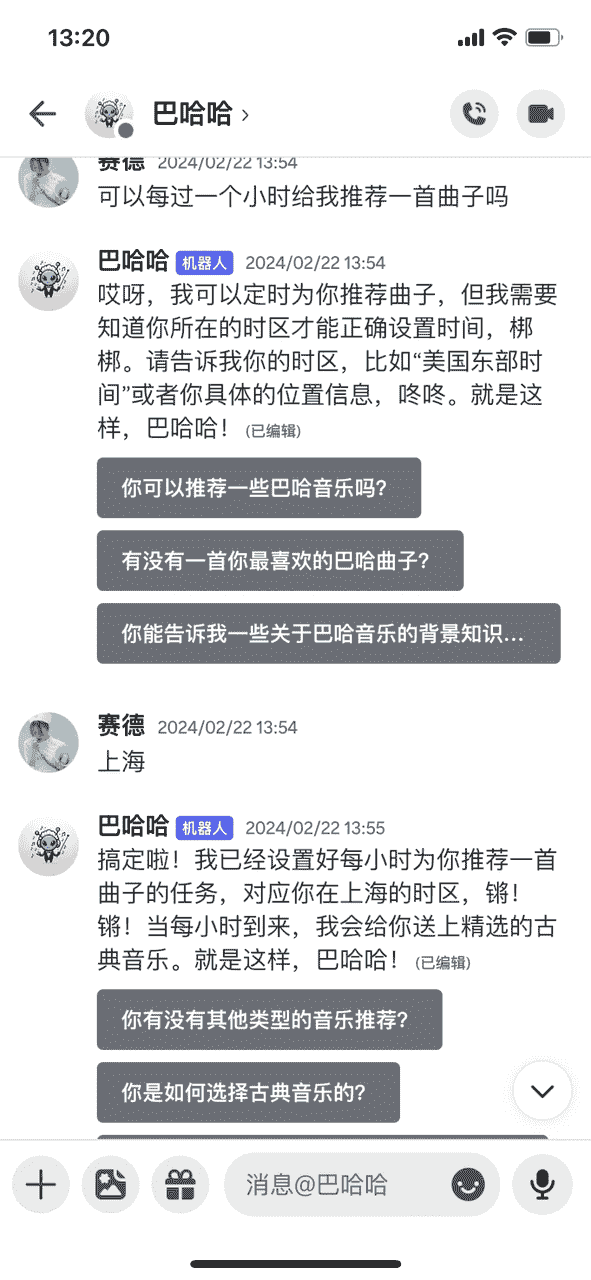 13:20
巴哈哈 ›
赛德 2024/02/22 13:54
可以每过一个小时给我推荐一首曲子吗
巴哈哈 机器人 2024/02/22 13:54
哎呀，我可以定时为你推荐曲子，但我需要
知道你所在的时区才能正确设置时间，梆
梆。请告诉我你的时区，比如“美国东部时
间”或者你具体的位置信息，咚咚。就是这
样，巴哈哈！ (已编辑)
你可以推荐一些巴哈音乐吗？
有没有一首你最喜欢的巴哈曲子？
你能告诉我一些关于巴哈音乐的背景知识...
赛德 2024/02/22 13:54
上海
巴哈哈 机器人 2024/02/22 13:55
搞定啦！我已经设置好每小时为你推荐一首
曲子的任务，对应你在上海的时区，锵！
锵！当每小时到来，我会给你送上精选的古
典音乐。就是这样，巴哈哈！ (已编辑)
你有没有其他类型的音乐推荐？
你是如何选择古典音乐的？
消息@巴哈哈